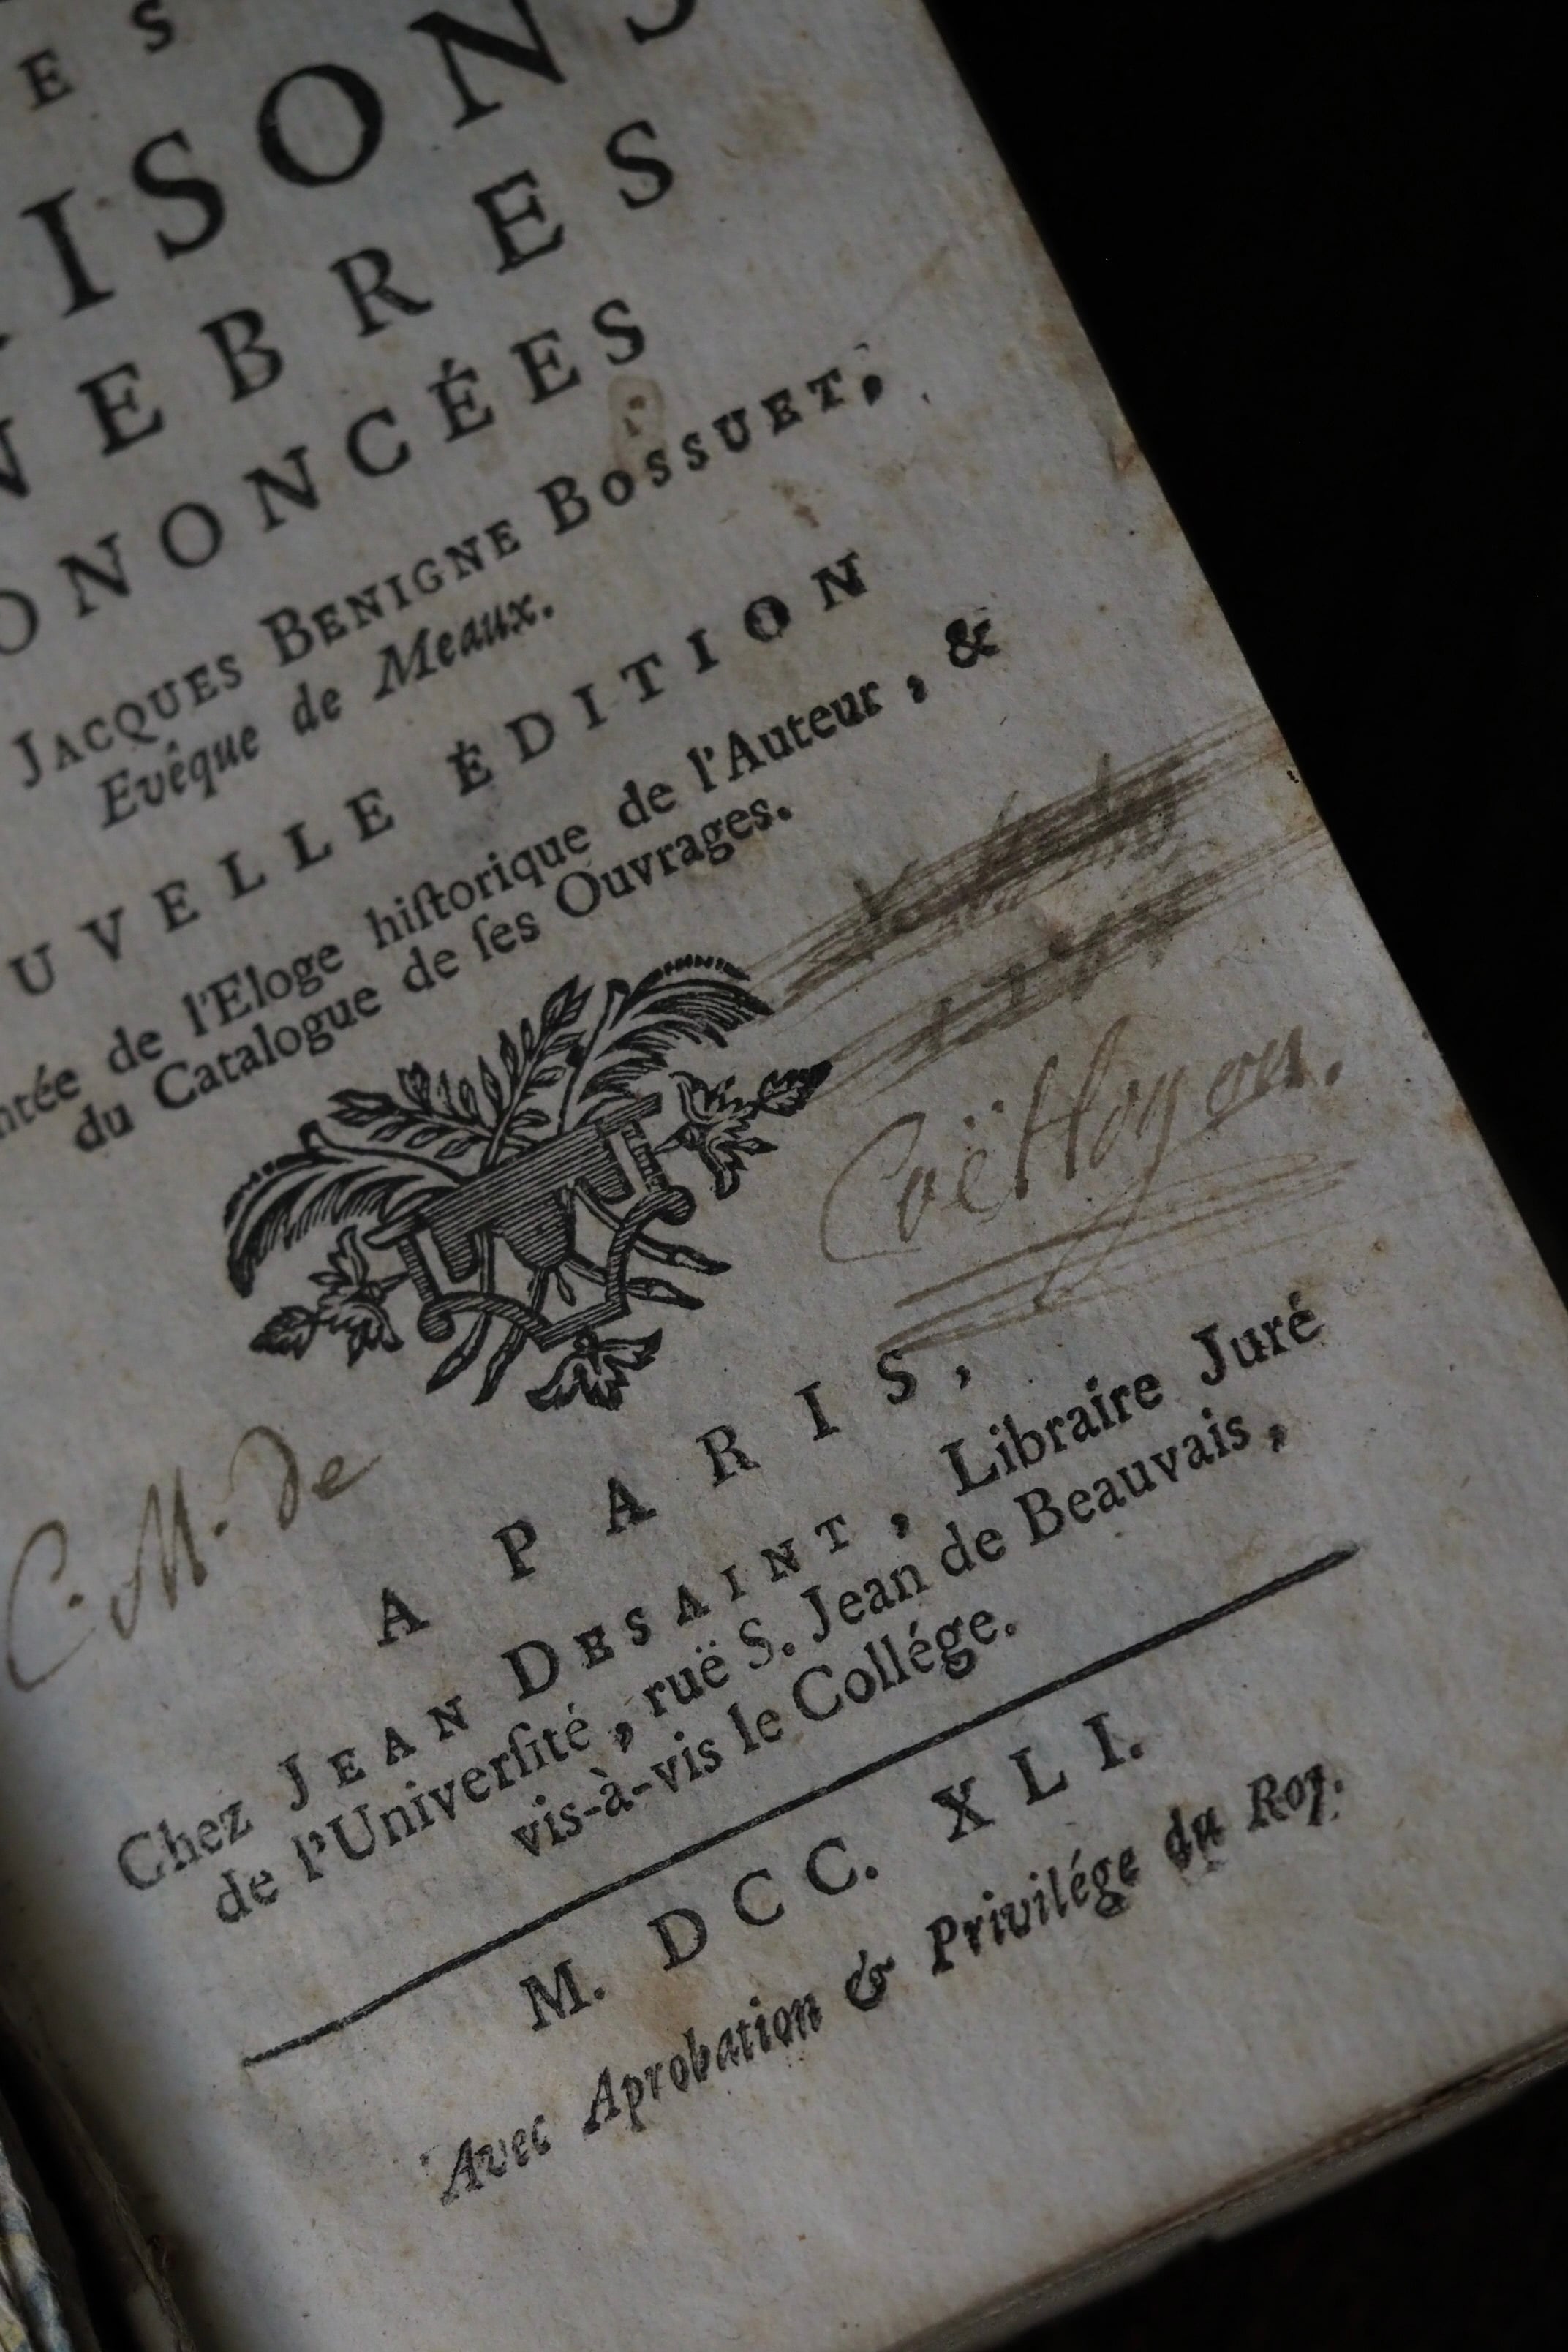 ES
ISONS
NEBRES
ONONCÉES
JACQUES BENIGNE BOSSUET,
Evêque de Meaux.
UVELLE ÉDITION
ntée de l'Eloge hiſtorique de l'Auteur, &
du Catalogue de ſes Ouvrages.
Coëtlogon.
C. M. de
A PARIS,
Chez JEAN DESAINT, Libraire Juré
de l'Univerſité, ruë S. Jean de Beauvais,
vis-à-vis le Collége.
M. DCC. XLI.
Avec Aprobation & Privilége du Roy.